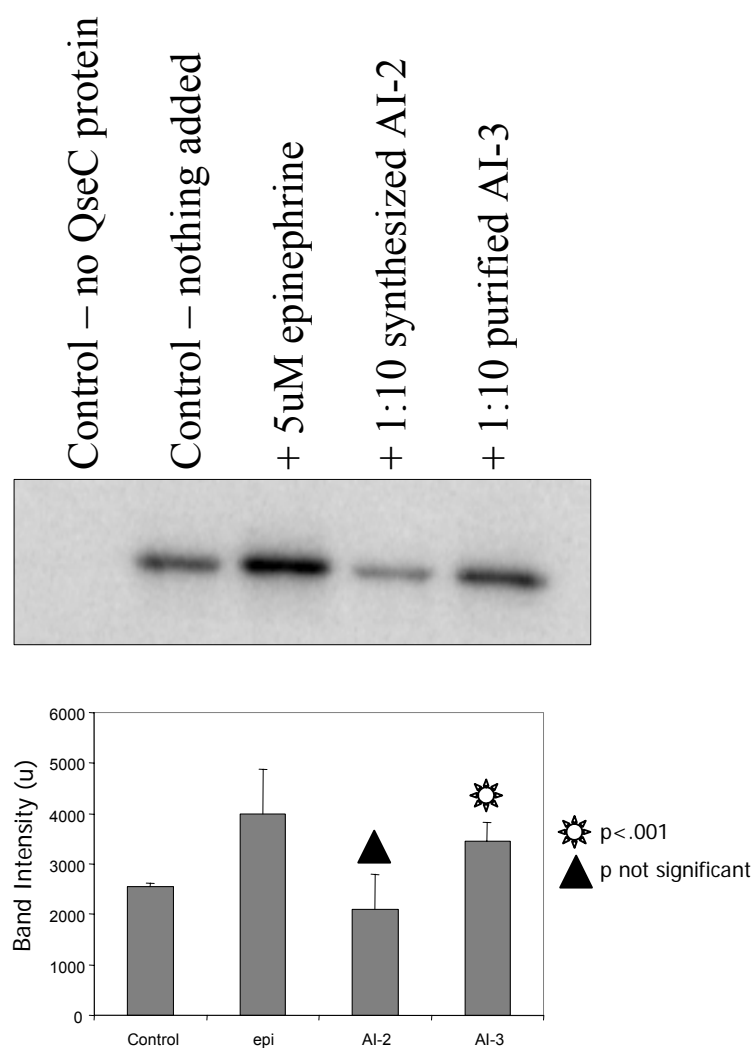 Control – no QseC protein
Control – nothing added
+ 5uM epinephrine
+ 1:10 synthesized AI-2
+ 1:10 purified AI-3
6000
5000
4000
3000
2000
1000
0
Band Intensity (u)
Control
epi
AI-2
AI-3
p<.001
p not significant